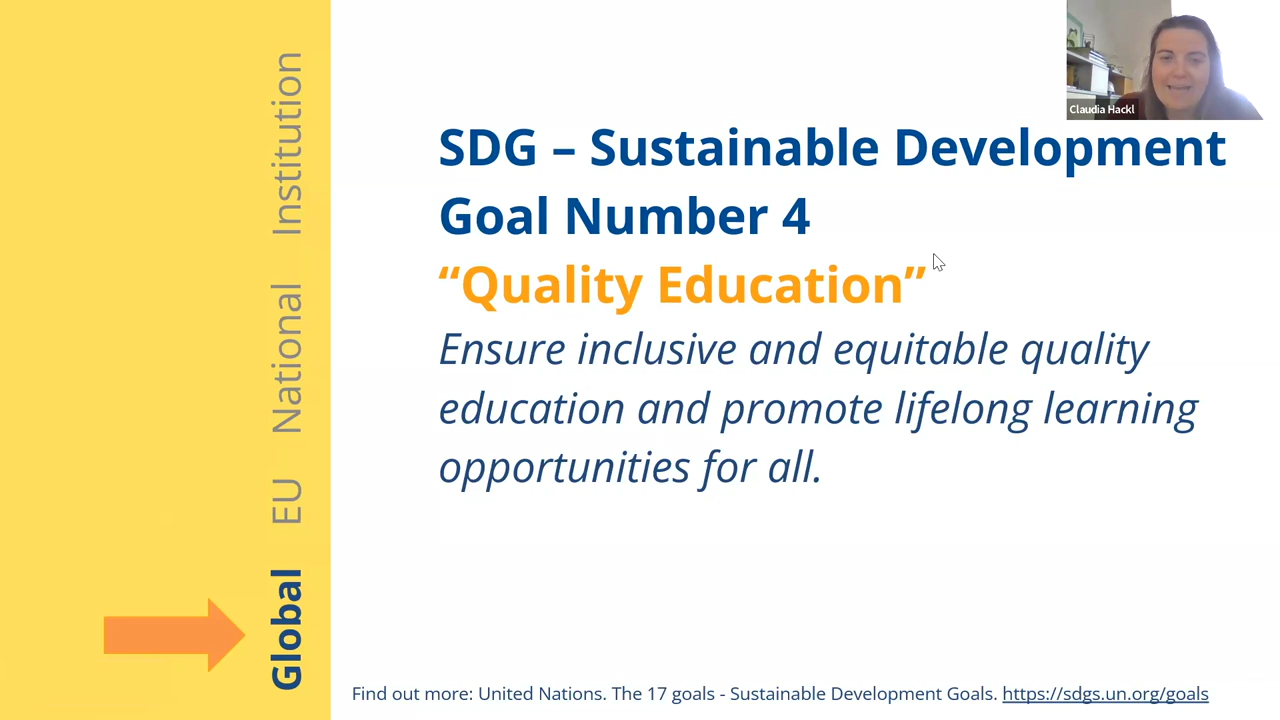 Claudia Hackl
SDG – Sustainable Development
Goal Number 4
“Quality Education”
Ensure inclusive and equitable quality
education and promote lifelong learning
opportunities for all.
Global EU National Institution
Find out more: United Nations. The 17 goals - Sustainable Development Goals. https://sdgs.un.org/goals